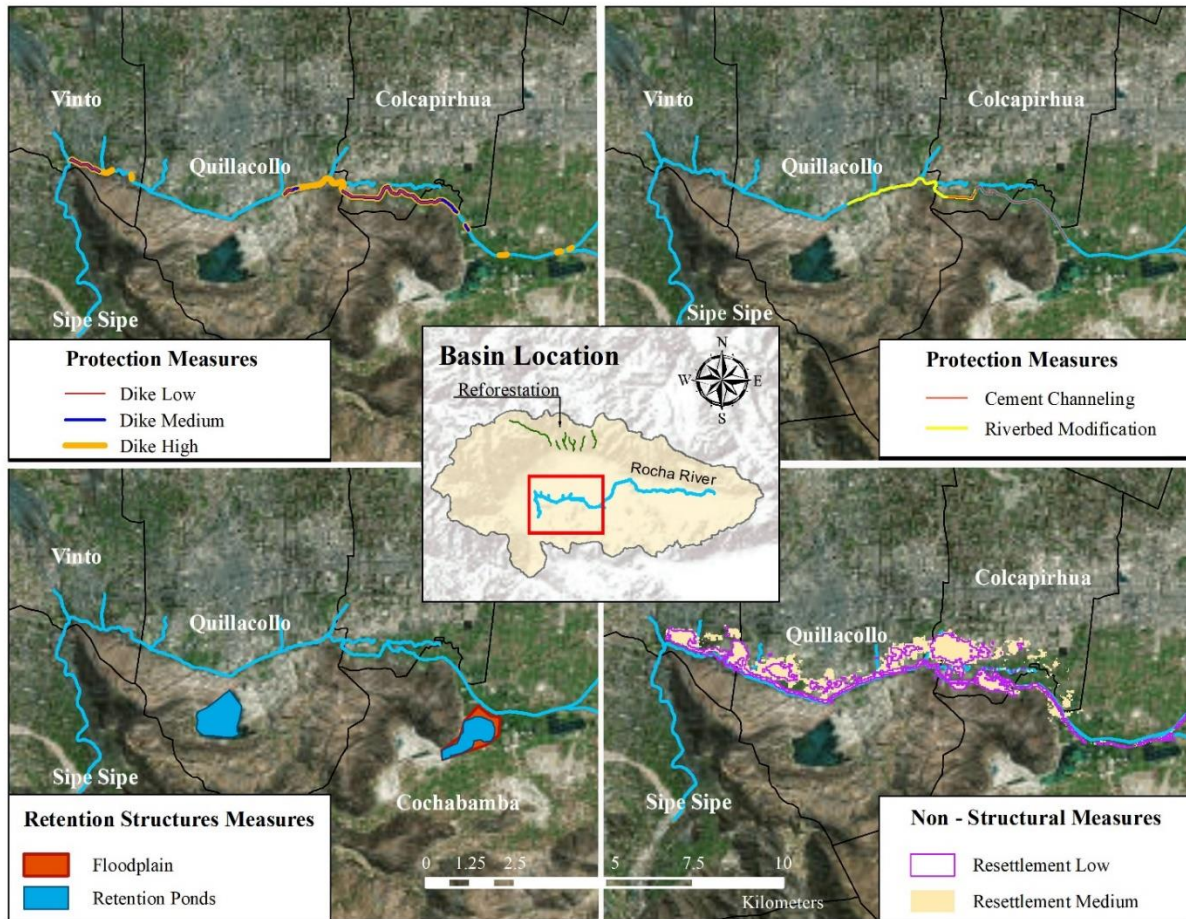 Vinto
Colcapirhua
Quillacollo
Sipe Sipe
Protection Measures
Dike Low
Dike Medium
Dike High
Vinto
Colcapirhua
Quillacollo
Sipe Sipe
Protection Measures
Cement Channeling
Riverbed Modification
Basin Location
N
W E
S
Reforestation
Rocha River
Vinto
Quillacollo
Sipe Sipe
Cochabamba
Retention Structures Measures
Floodplain
Retention Ponds
0 1.25 2.5 5 7.5 10
Kilometers
Colcapirhua
Quillacollo
Sipe Sipe
Non - Structural Measures
Resettlement Low
Resettlement Medium